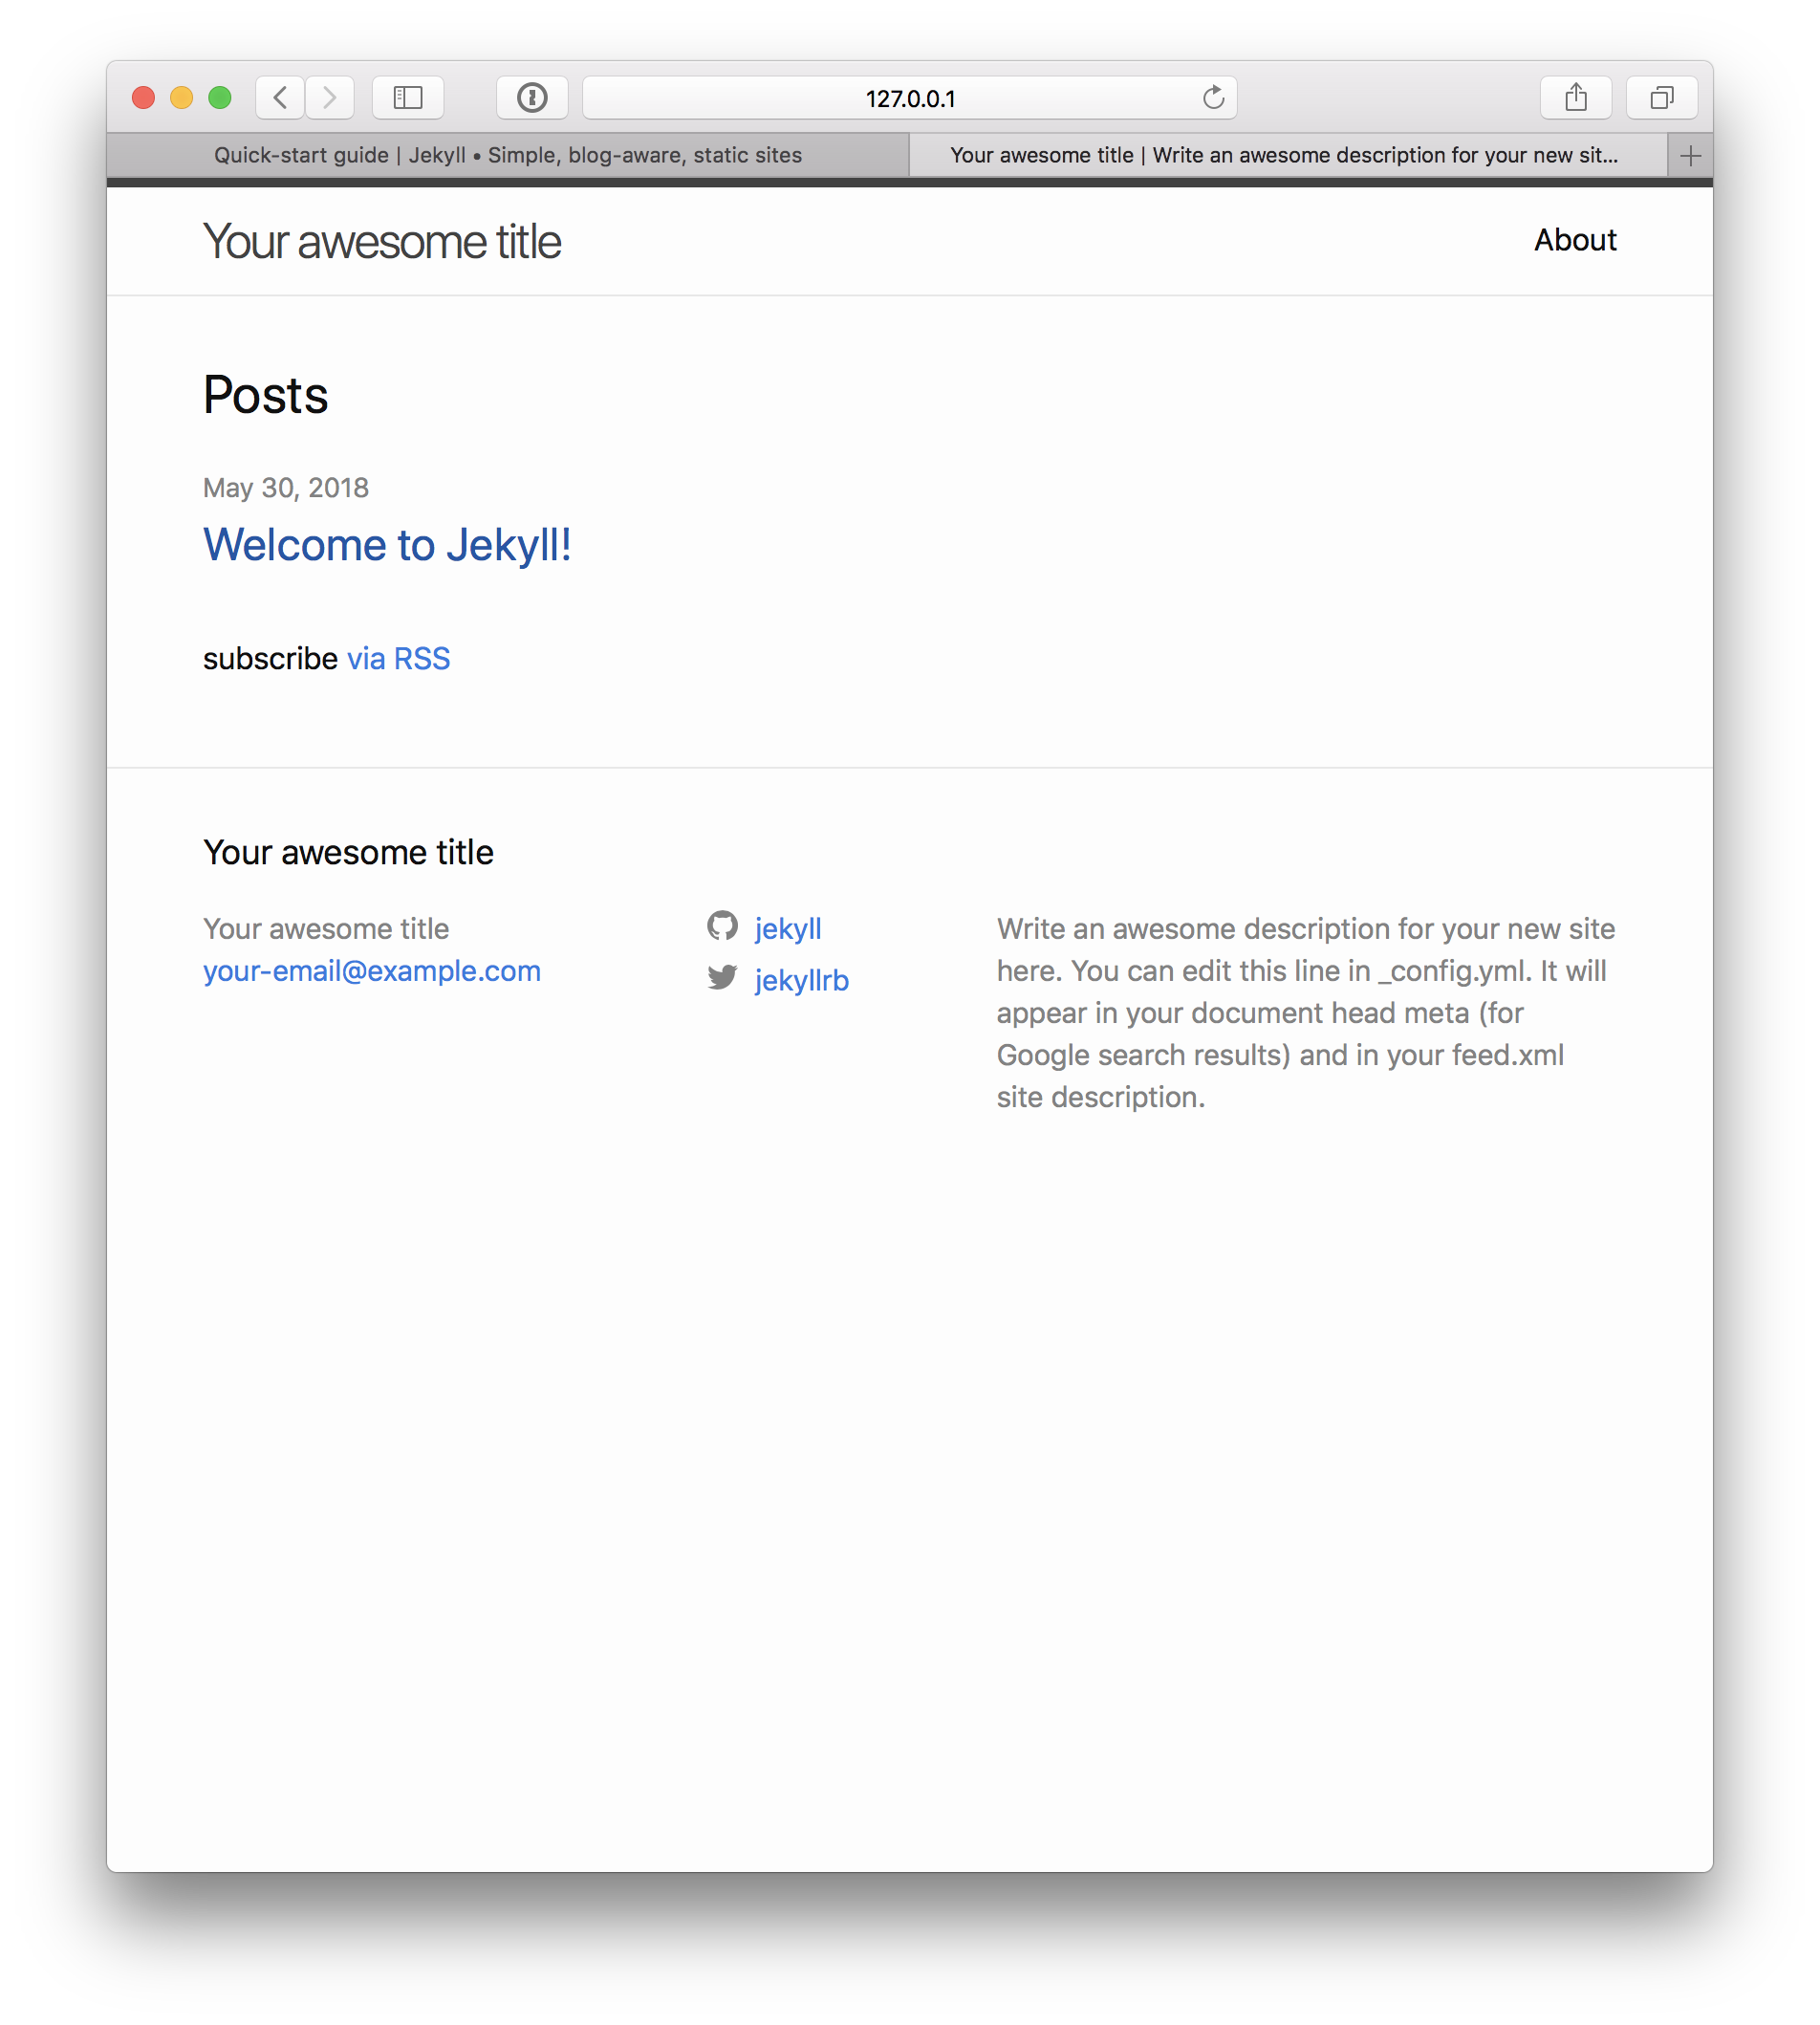 127.0.0.1
Quick-start guide | Jekyll • Simple, blog-aware, static sites
Your awesome title | Write an awesome description for your new sit...
Your awesome title
About
Posts
May 30, 2018
Welcome to Jekyll!
subscribe via RSS
Your awesome title
Your awesome title
your-email@example.com
jekyll
jekyllrb
Write an awesome description for your new site
here. You can edit this line in _config.yml. It will
appear in your document head meta (for
Google search results) and in your feed.xml
site description.